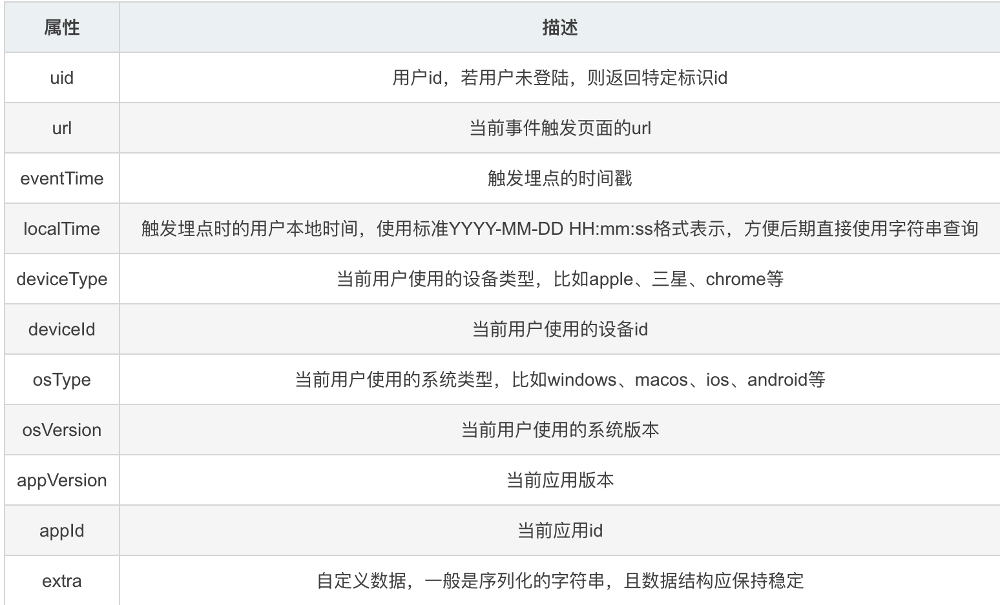 属性 描述
uid 用户id，若用户未登陆，则返回特定标识id
url 当前事件触发页面的url
eventTime 触发埋点的时间戳
localTime 触发埋点时的用户本地时间，使用标准YYYY-MM-DD HH:mm:ss格式表示，方便后期直接使用字符串查询
deviceType 当前用户使用的设备类型，比如apple、三星、chrome等
deviceId 当前用户使用的设备id
osType 当前用户使用的系统类型，比如windows、macos、ios、android等
osVersion 当前用户使用的系统版本
appVersion 当前应用版本
appId 当前应用id
extra 自定义数据，一般是序列化的字符串，且数据结构应保持稳定